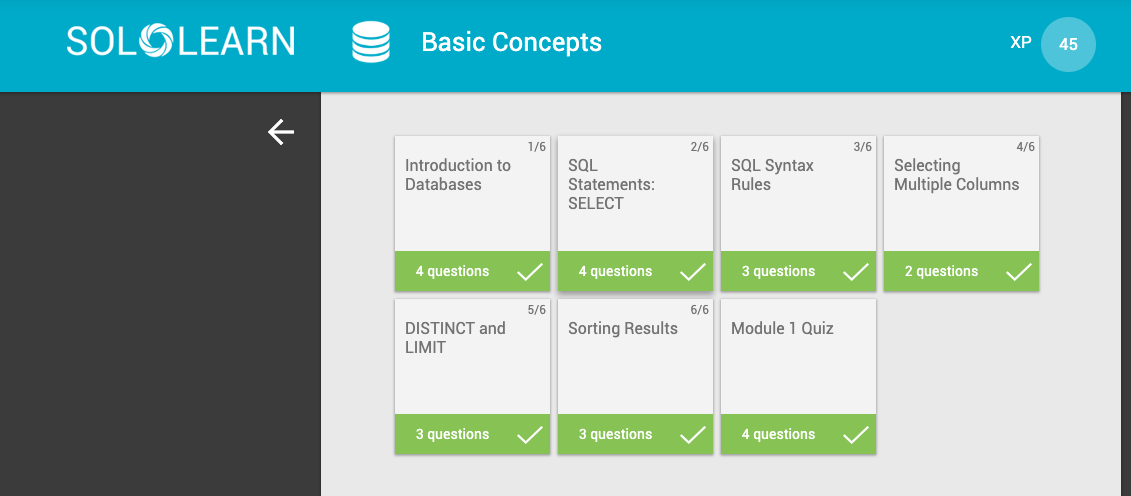 SOLOLEARN
Basic Concepts
XP
45
1/6
Introduction to
Databases
4 questions
2/6
SQL
Statements:
SELECT
4 questions
3/6
SQL Syntax
Rules
3 questions
4/6
Selecting
Multiple Columns
2 questions
5/6
DISTINCT and
LIMIT
3 questions
6/6
Sorting Results
3 questions
Module 1 Quiz
4 questions